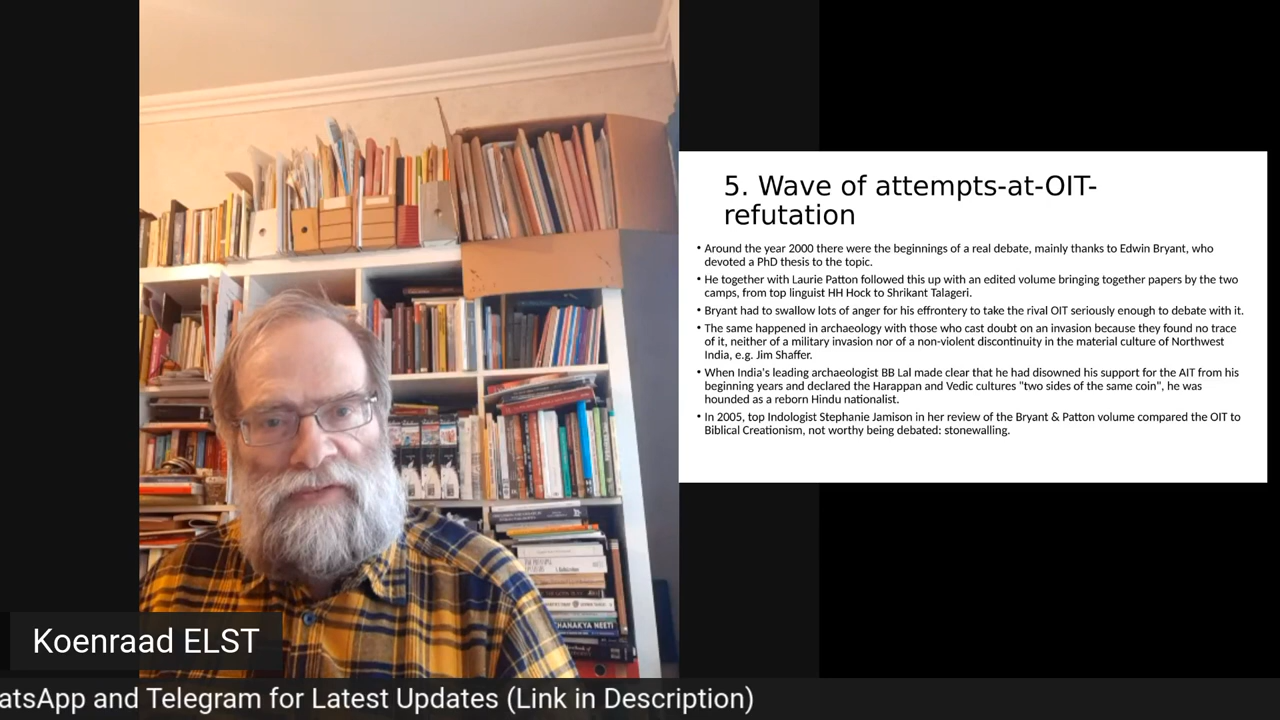 5. Wave of attempts-at-OIT-
refutation
• Around the year 2000 there were the beginnings of a real debate, mainly thanks to Edwin Bryant, who
devoted a PhD thesis to the topic.
• He together with Laurie Patton followed this up with an edited volume bringing together papers by the two
camps, from top linguist HH Hock to Shrikant Talageri.
• Bryant had to swallow lots of anger for his effrontery to take the rival OIT seriously enough to debate with it.
• The same happened in archaeology with those who cast doubt on an invasion because they found no trace
of it, neither of a military invasion nor of a non-violent discontinuity in the material culture of Northwest
India, e.g. Jim Shaffer.
• When India's leading archaeologist BB Lal made clear that he had disowned his support for the AIT from his
beginning years and declared the Harappan and Vedic cultures "two sides of the same coin", he was
hounded as a reborn Hindu nationalist.
• In 2005, top Indologist Stephanie Jamison in her review of the Bryant & Patton volume compared the OIT to
Biblical Creationism, not worthy being debated: stonewalling.
HANAKYA NEETI
Koenraad ELST
atsApp and Telegram for Latest Updates (Link in Description)